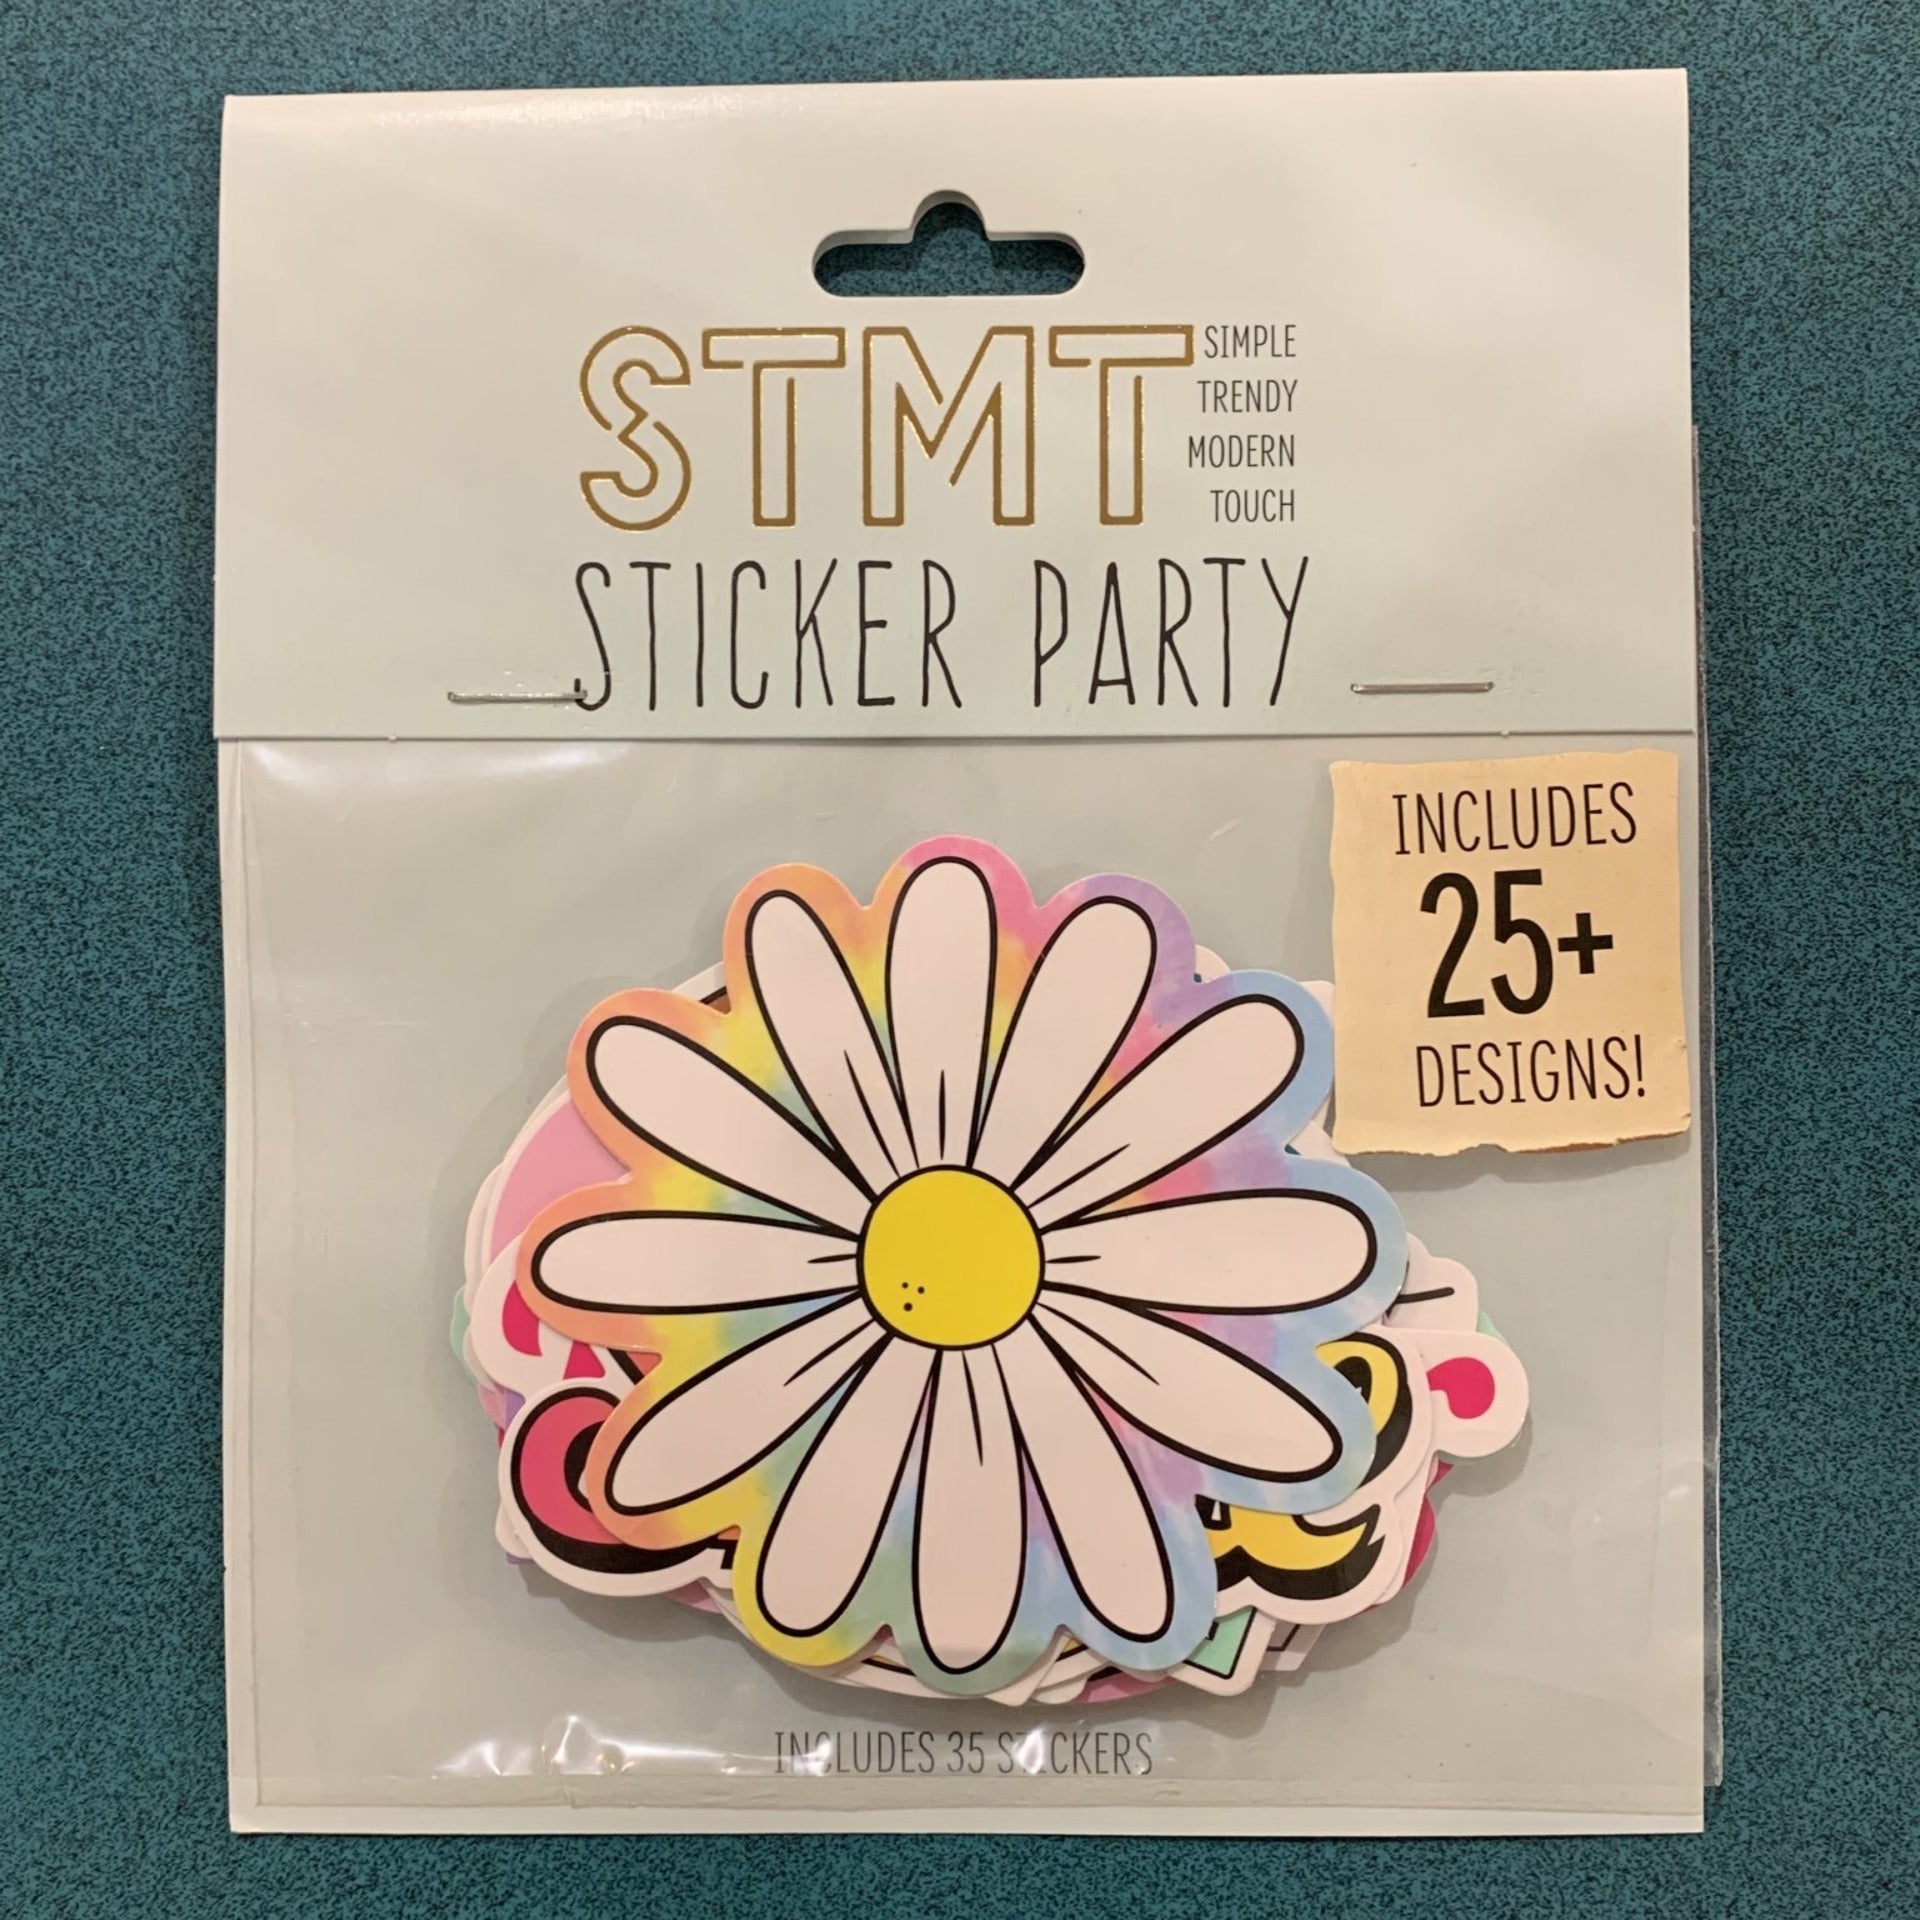 STMT
SIMPLE
TRENDY
MODERN
TOUCH
STICKER PARTY
INCLUDES
25+
DESIGNS!
INCLUDES 35 STICKERS